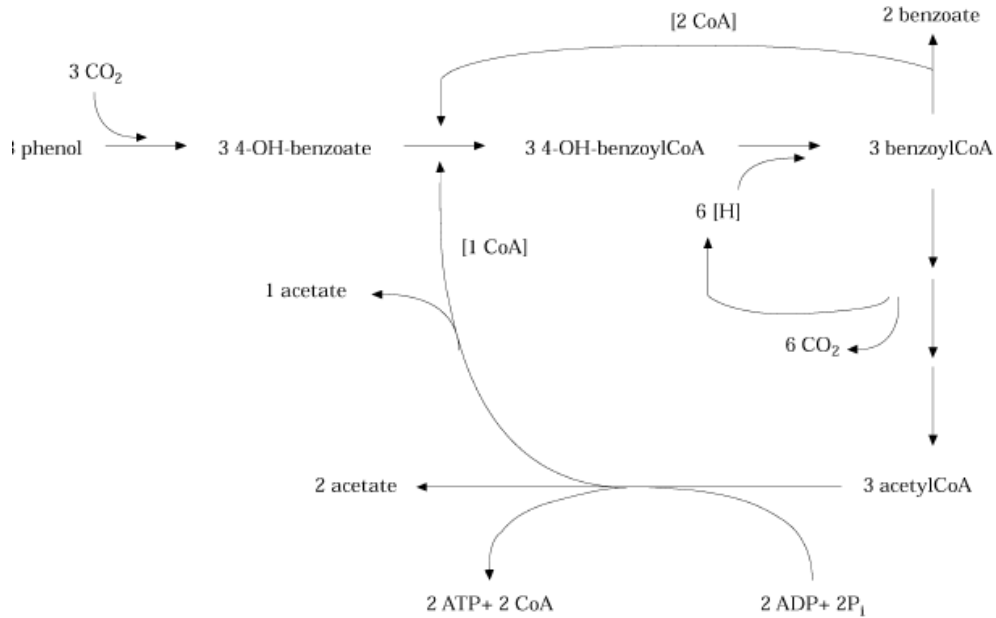 [2 CoA]
2 benzoate
3 CO₂
phenol
3 4-OH-benzoate
3 4-OH-benzoylCoA
3 benzoylCoA
6 [H]
[1 CoA]
1 acetate
6 CO₂
2 acetate
3 acetylCoA
2 ATP+ 2 CoA
2 ADP+ 2Pᵢ